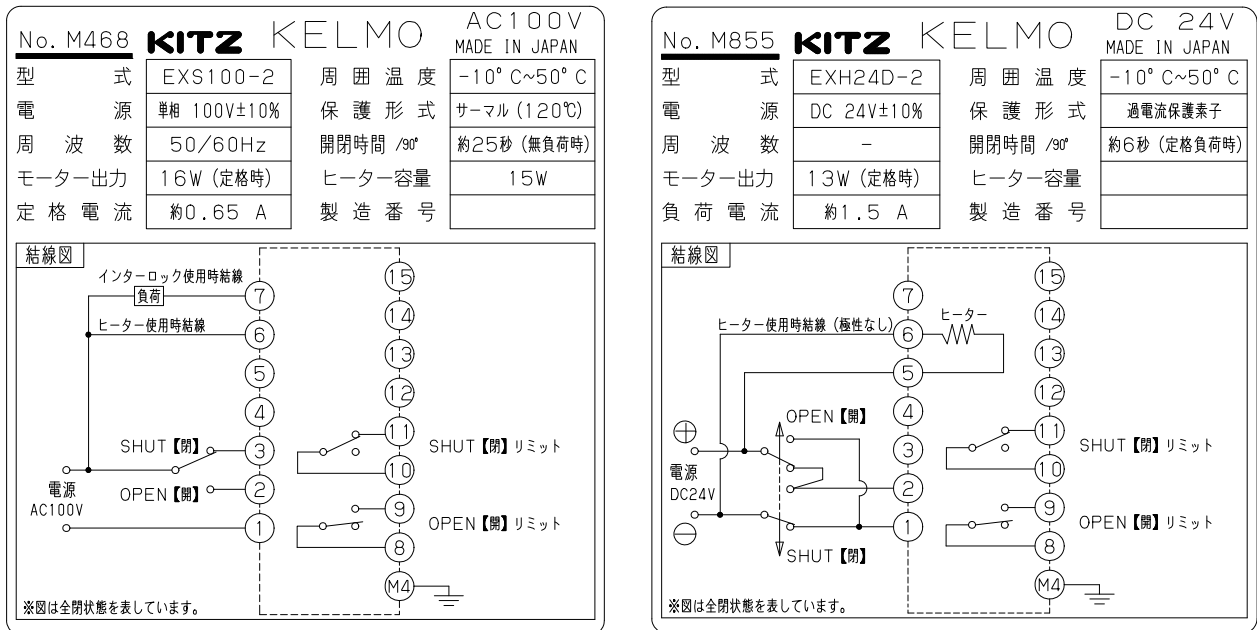 No. M468 KITZ KELMO AC100V
MADE IN JAPAN
型式 EXS100-2 周囲温度 -10°C~50°C
電源 単相 100V±10% 保護形式 サーマル(120℃)
周波数 50/60Hz 開閉時間 /90° 約25秒(無負荷時)
モーター出力 16W(定格時) ヒーター容量 15W
定格電流 約0.65 A 製造番号
結線図
インターロック使用時結線
負荷
ヒーター使用時結線
7
6
5
4
3
2
1
15
14
13
12
11
10
9
8
M4
SHUT【閉】
OPEN【開】
電源
AC100V
SHUT【閉】リミット
OPEN【開】リミット
※図は全閉状態を表しています。
No. M855 KITZ KELMO DC 24V
MADE IN JAPAN
型式 EXH24D-2 周囲温度 -10°C~50°C
電源 DC 24V±10% 保護形式 過電流保護素子
周波数 - 開閉時間 /90° 約6秒(定格負荷時)
モーター出力 13W(定格時) ヒーター容量
負荷電流 約1.5 A 製造番号
結線図
ヒーター使用時結線(極性なし)
ヒーター
7
6
5
4
3
2
1
15
14
13
12
11
10
9
8
M4
OPEN【開】
⊕
電源
DC24V
⊖
SHUT【閉】
SHUT【閉】リミット
OPEN【開】リミット
※図は全閉状態を表しています。